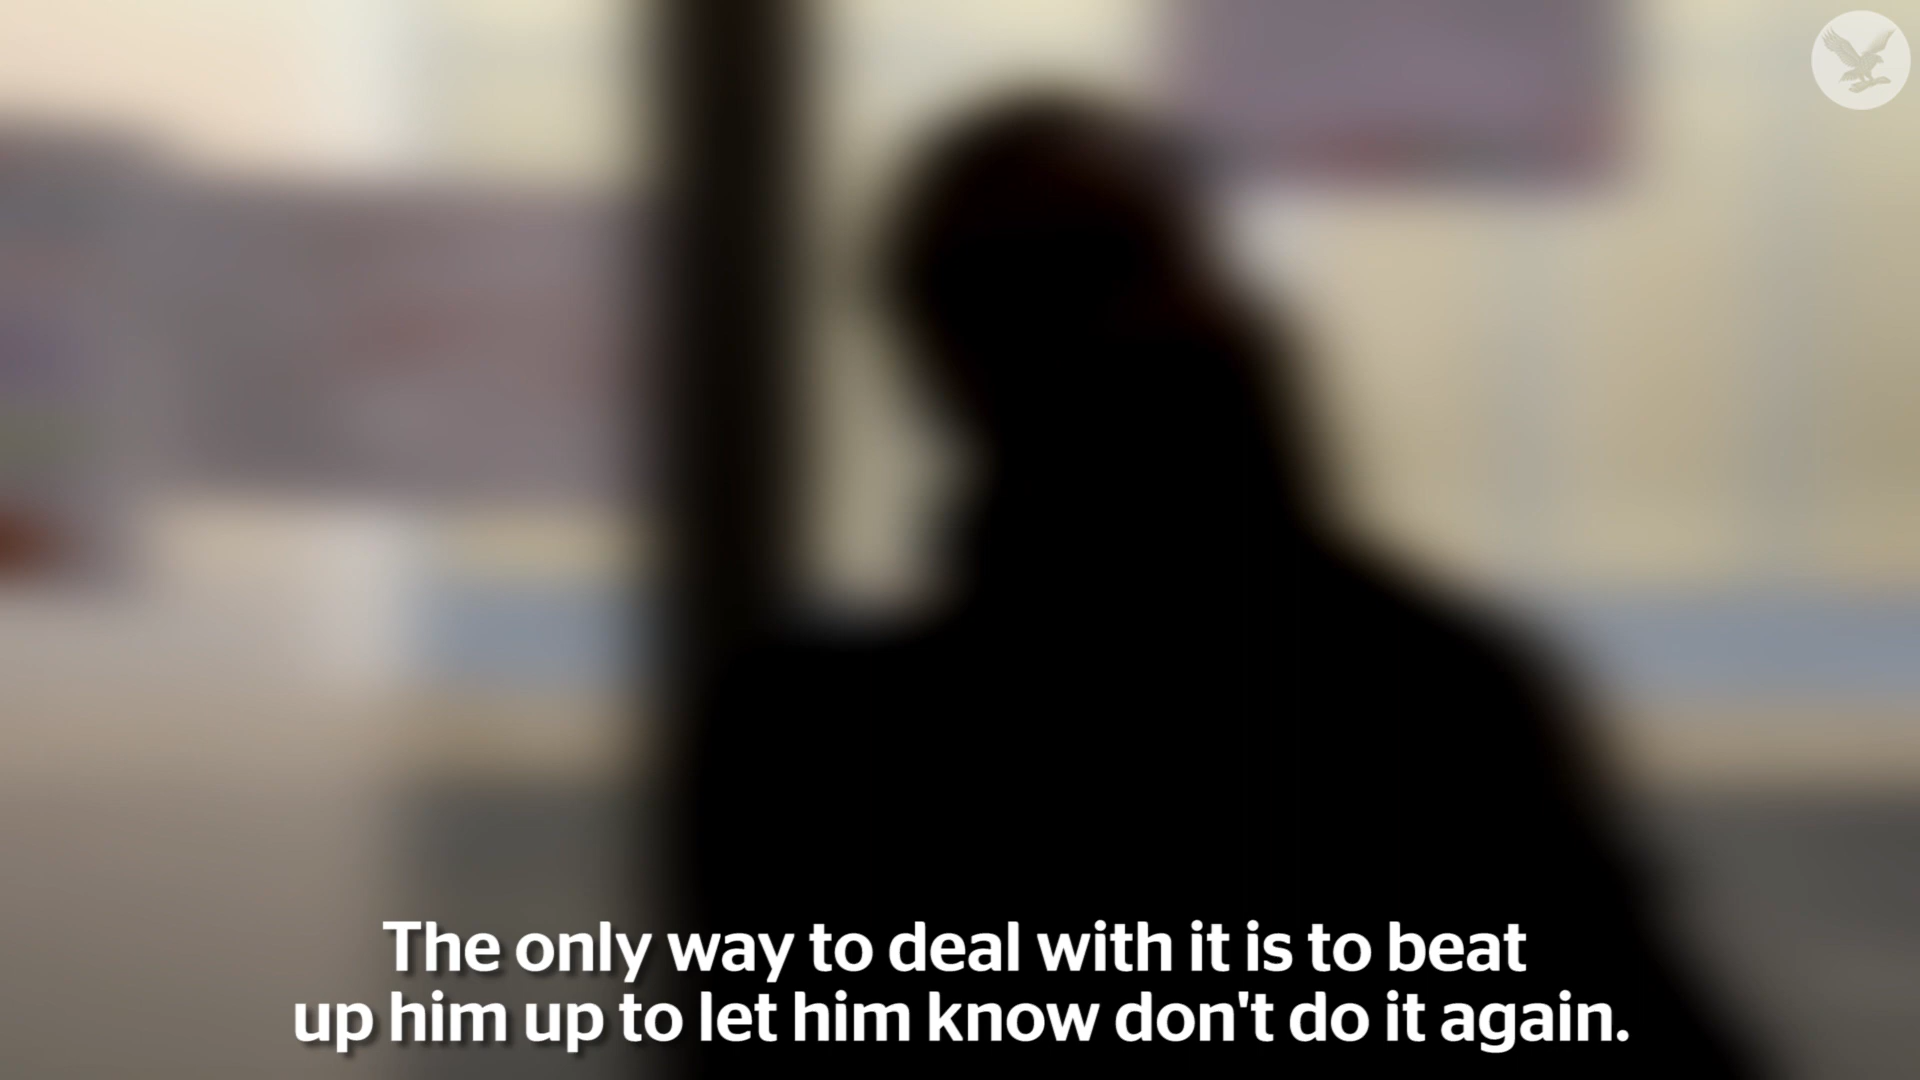 The only way to deal with it is to beat
up him up to let him know don't do it again.